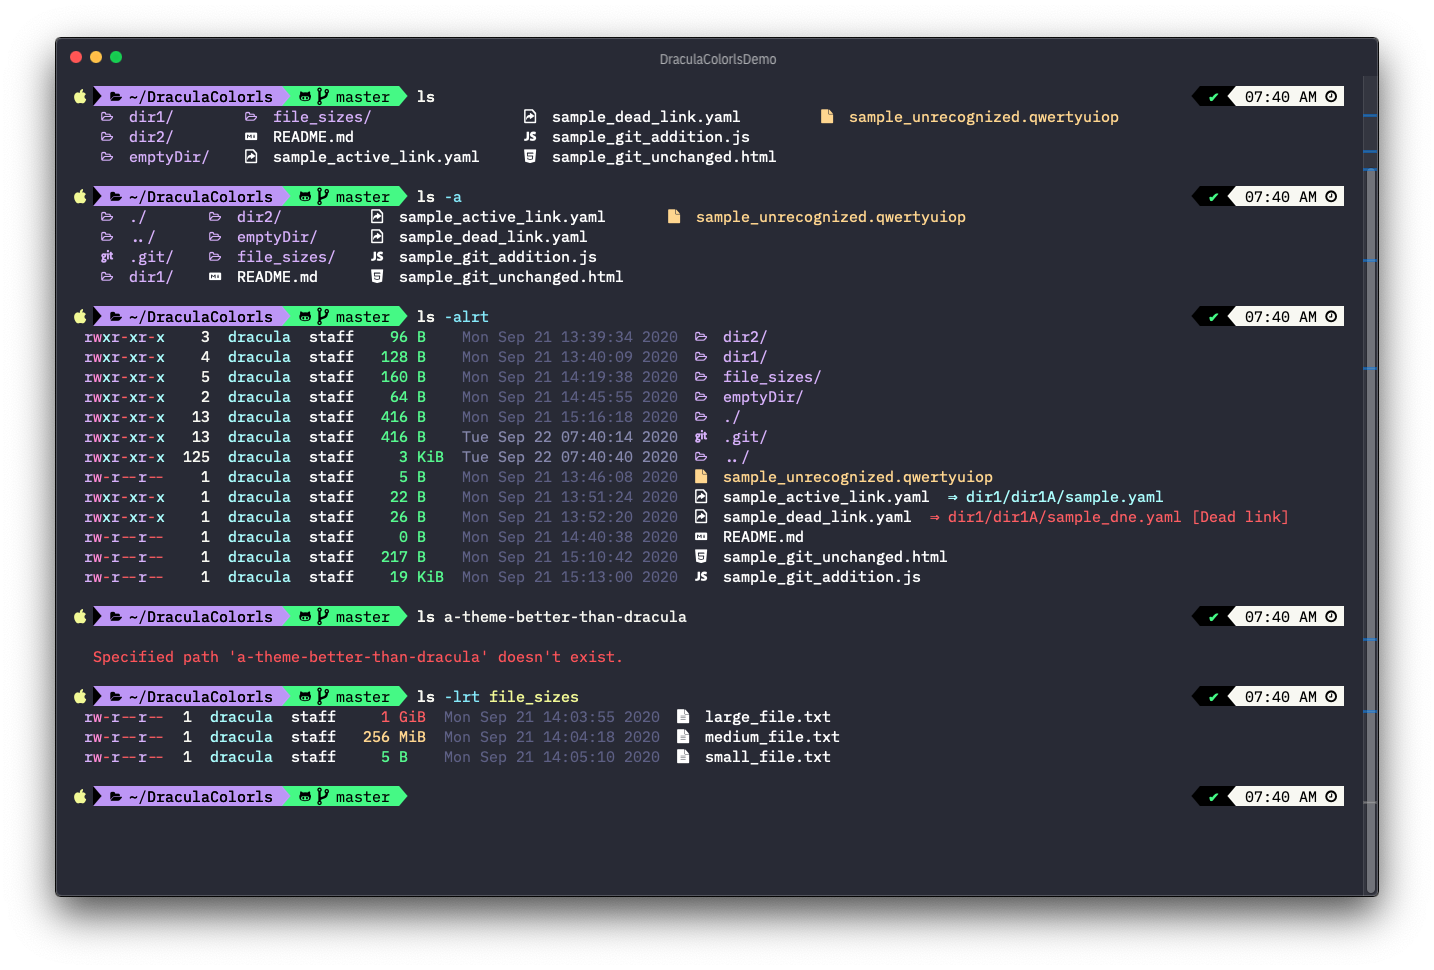 DraculaColorlsDemo
~/DraculaColorls master ls ✔ 07:40 AM
dir1/ file_sizes/ sample_dead_link.yaml sample_unrecognized.qwertyuiop
dir2/ README.md JS sample_git_addition.js
emptyDir/ sample_active_link.yaml sample_git_unchanged.html
~/DraculaColorls master ls -a ✔ 07:40 AM
./ dir2/ sample_active_link.yaml sample_unrecognized.qwertyuiop
../ emptyDir/ sample_dead_link.yaml
git .git/ file_sizes/ JS sample_git_addition.js
dir1/ README.md sample_git_unchanged.html
~/DraculaColorls master ls -alrt ✔ 07:40 AM
rwxr-xr-x 3 dracula staff 96 B Mon Sep 21 13:39:34 2020 dir2/
rwxr-xr-x 4 dracula staff 128 B Mon Sep 21 13:40:09 2020 dir1/
rwxr-xr-x 5 dracula staff 160 B Mon Sep 21 14:19:38 2020 file_sizes/
rwxr-xr-x 2 dracula staff 64 B Mon Sep 21 14:45:55 2020 emptyDir/
rwxr-xr-x 13 dracula staff 416 B Mon Sep 21 15:16:18 2020 ./
rwxr-xr-x 13 dracula staff 416 B Tue Sep 22 07:40:14 2020 git .git/
rwxr-xr-x 125 dracula staff 3 KiB Tue Sep 22 07:40:40 2020 ../
rw-r--r-- 1 dracula staff 5 B Mon Sep 21 13:46:08 2020 sample_unrecognized.qwertyuiop
rwxr-xr-x 1 dracula staff 22 B Mon Sep 21 13:51:24 2020 sample_active_link.yaml ⇒ dir1/dir1A/sample.yaml
rwxr-xr-x 1 dracula staff 26 B Mon Sep 21 13:52:20 2020 sample_dead_link.yaml ⇒ dir1/dir1A/sample_dne.yaml [Dead link]
rw-r--r-- 1 dracula staff 0 B Mon Sep 21 14:40:38 2020 README.md
rw-r--r-- 1 dracula staff 217 B Mon Sep 21 15:10:42 2020 sample_git_unchanged.html
rw-r--r-- 1 dracula staff 19 KiB Mon Sep 21 15:13:00 2020 JS sample_git_addition.js
~/DraculaColorls master ls a-theme-better-than-dracula ✔ 07:40 AM
Specified path 'a-theme-better-than-dracula' doesn't exist.
~/DraculaColorls master ls -lrt file_sizes ✔ 07:40 AM
rw-r--r-- 1 dracula staff 1 GiB Mon Sep 21 14:03:55 2020 large_file.txt
rw-r--r-- 1 dracula staff 256 MiB Mon Sep 21 14:04:18 2020 medium_file.txt
rw-r--r-- 1 dracula staff 5 B Mon Sep 21 14:05:10 2020 small_file.txt
~/DraculaColorls master ✔ 07:40 AM